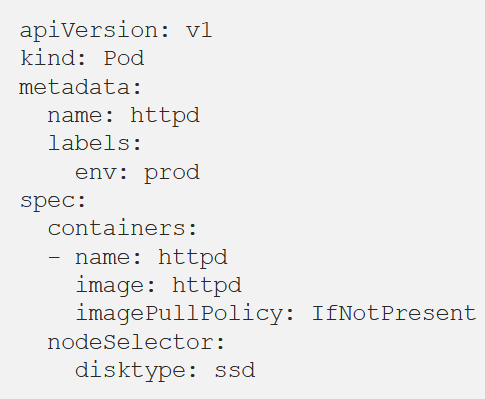 apiVersion: v1
kind: Pod
metadata:
  name: httpd
  labels:
    env: prod
spec:
  containers:
  - name: httpd
    image: httpd
    imagePullPolicy: IfNotPresent
  nodeSelector:
    disktype: ssd